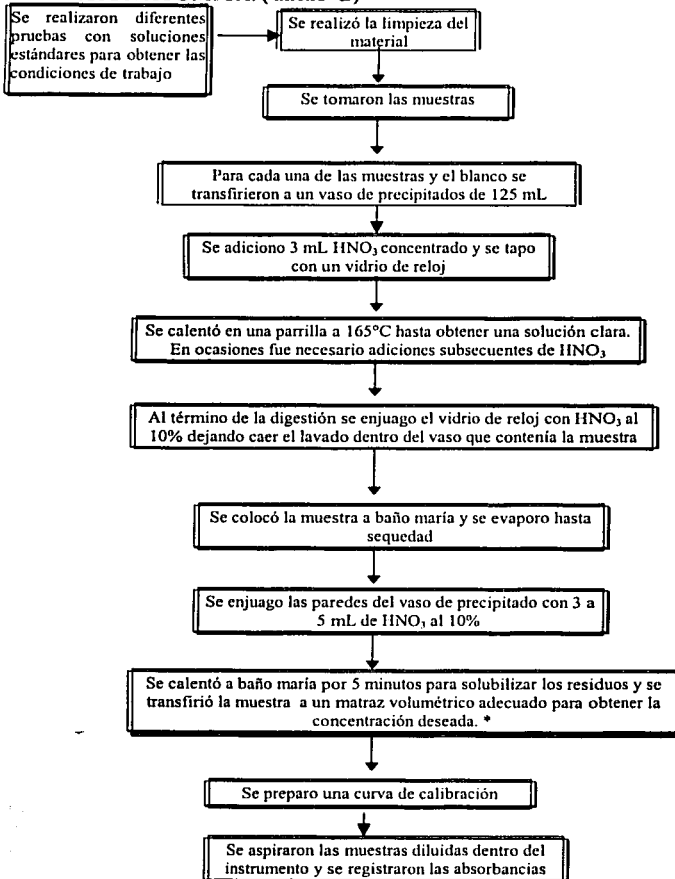 Se realizaron diferentes
pruebas con soluciones
estándares para obtener las
condiciones de trabajo
Se realizó la limpieza del
material
Se tomaron las muestras
Para cada una de las muestras y el blanco se
transfirieron a un vaso de precipitados de 125 mL
Se adiciono 3 mL HNO₃ concentrado y se tapo
con un vidrio de reloj
Se calentó en una parrilla a 165°C hasta obtener una solución clara.
En ocasiones fue necesario adiciones subsecuentes de HNO₃
Al término de la digestión se enjuago el vidrio de reloj con HNO₃ al
10% dejando caer el lavado dentro del vaso que contenía la muestra
Se colocó la muestra a baño maría y se evaporo hasta
sequedad
Se enjuago las paredes del vaso de precipitado con 3 a
5 mL de HNO₃ al 10%
Se calentó a baño maría por 5 minutos para solubilizar los residuos y se
transfirió la muestra a un matraz volumétrico adecuado para obtener la
concentración deseada. *
Se preparo una curva de calibración
Se aspiraron las muestras diluidas dentro del
instrumento y se registraron las absorbancias